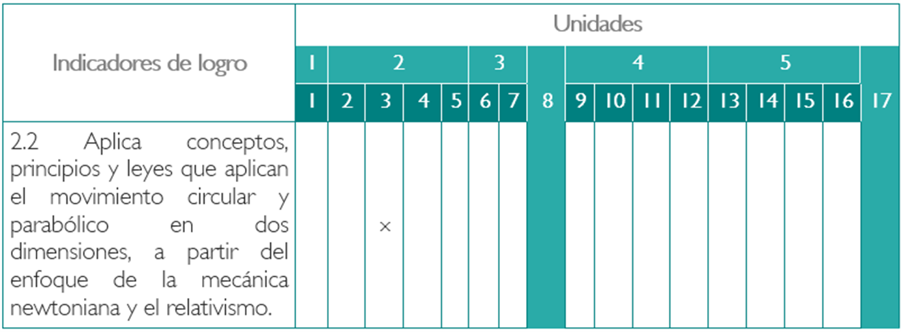 Unidades
Indicadores de logro
1 2 3 4 5
1 2 3 4 5 6 7 8 9 10 11 12 13 14 15 16 17
2.2 Aplica conceptos,
principios y leyes que aplican
el movimiento circular y
parabólico en dos
dimensiones, a partir del
enfoque de la mecánica
newtoniana y el relativismo.
×